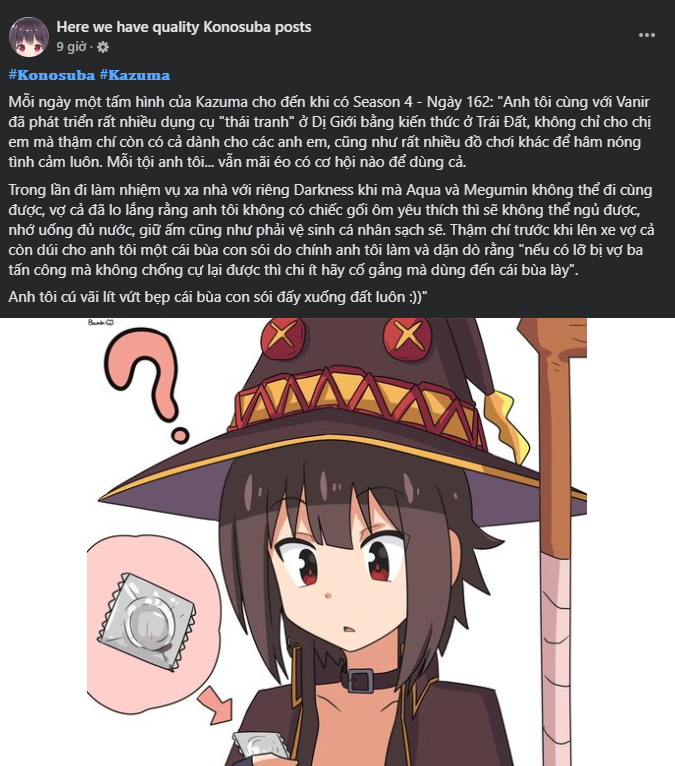 Here we have quality Konosuba posts
9 giờ ·
#Konosuba #Kazuma
Mỗi ngày một tấm hình của Kazuma cho đến khi có Season 4 - Ngày 162: "Anh tôi cùng với Vanir
đã phát triển rất nhiều dụng cụ "thái tranh" ở Dị Giới bằng kiến thức ở Trái Đất, không chỉ cho chị
em mà thậm chí còn có cả dành cho các anh em, cũng như rất nhiều đồ chơi khác để hâm nóng
tình cảm luôn. Mỗi tội anh tôi... vẫn mãi éo có cơ hội nào để dùng cả.
Trong lần đi làm nhiệm vụ xa nhà với riêng Darkness khi mà Aqua và Megumin không thể đi cùng
được, vợ cả đã lo lắng rằng anh tôi không có chiếc gối ôm yêu thích thì sẽ không thể ngủ được,
nhớ uống đủ nước, giữ ấm cũng như phải vệ sinh cá nhân sạch sẽ. Thậm chí trước khi lên xe vợ cả
còn dúi cho anh tôi một cái bùa con sói do chính anh tôi làm và dặn dò rằng "nếu có lỡ bị vợ ba
tấn công mà không chống cự lại được thì chi ít hãy cố gắng mà dùng đến cái bùa này".
Anh tôi cú vãi lít vứt bẹp cái bùa con sói đấy xuống đất luôn :))"